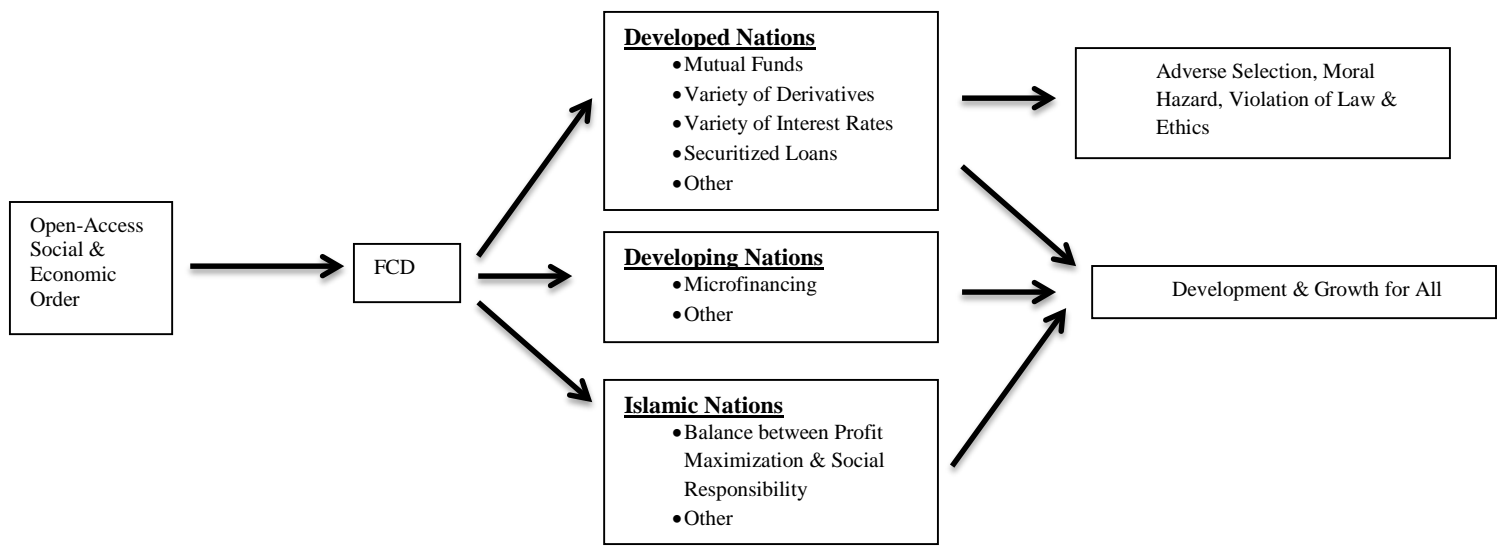 Open-Access
Social &
Economic
Order
FCD
Developed Nations
•Mutual Funds
•Variety of Derivatives
•Variety of Interest Rates
•Securitized Loans
•Other
Developing Nations
•Microfinancing
•Other
Islamic Nations
•Balance between Profit
Maximization & Social
Responsibility
•Other
Adverse Selection, Moral
Hazard, Violation of Law &
Ethics
Development & Growth for All